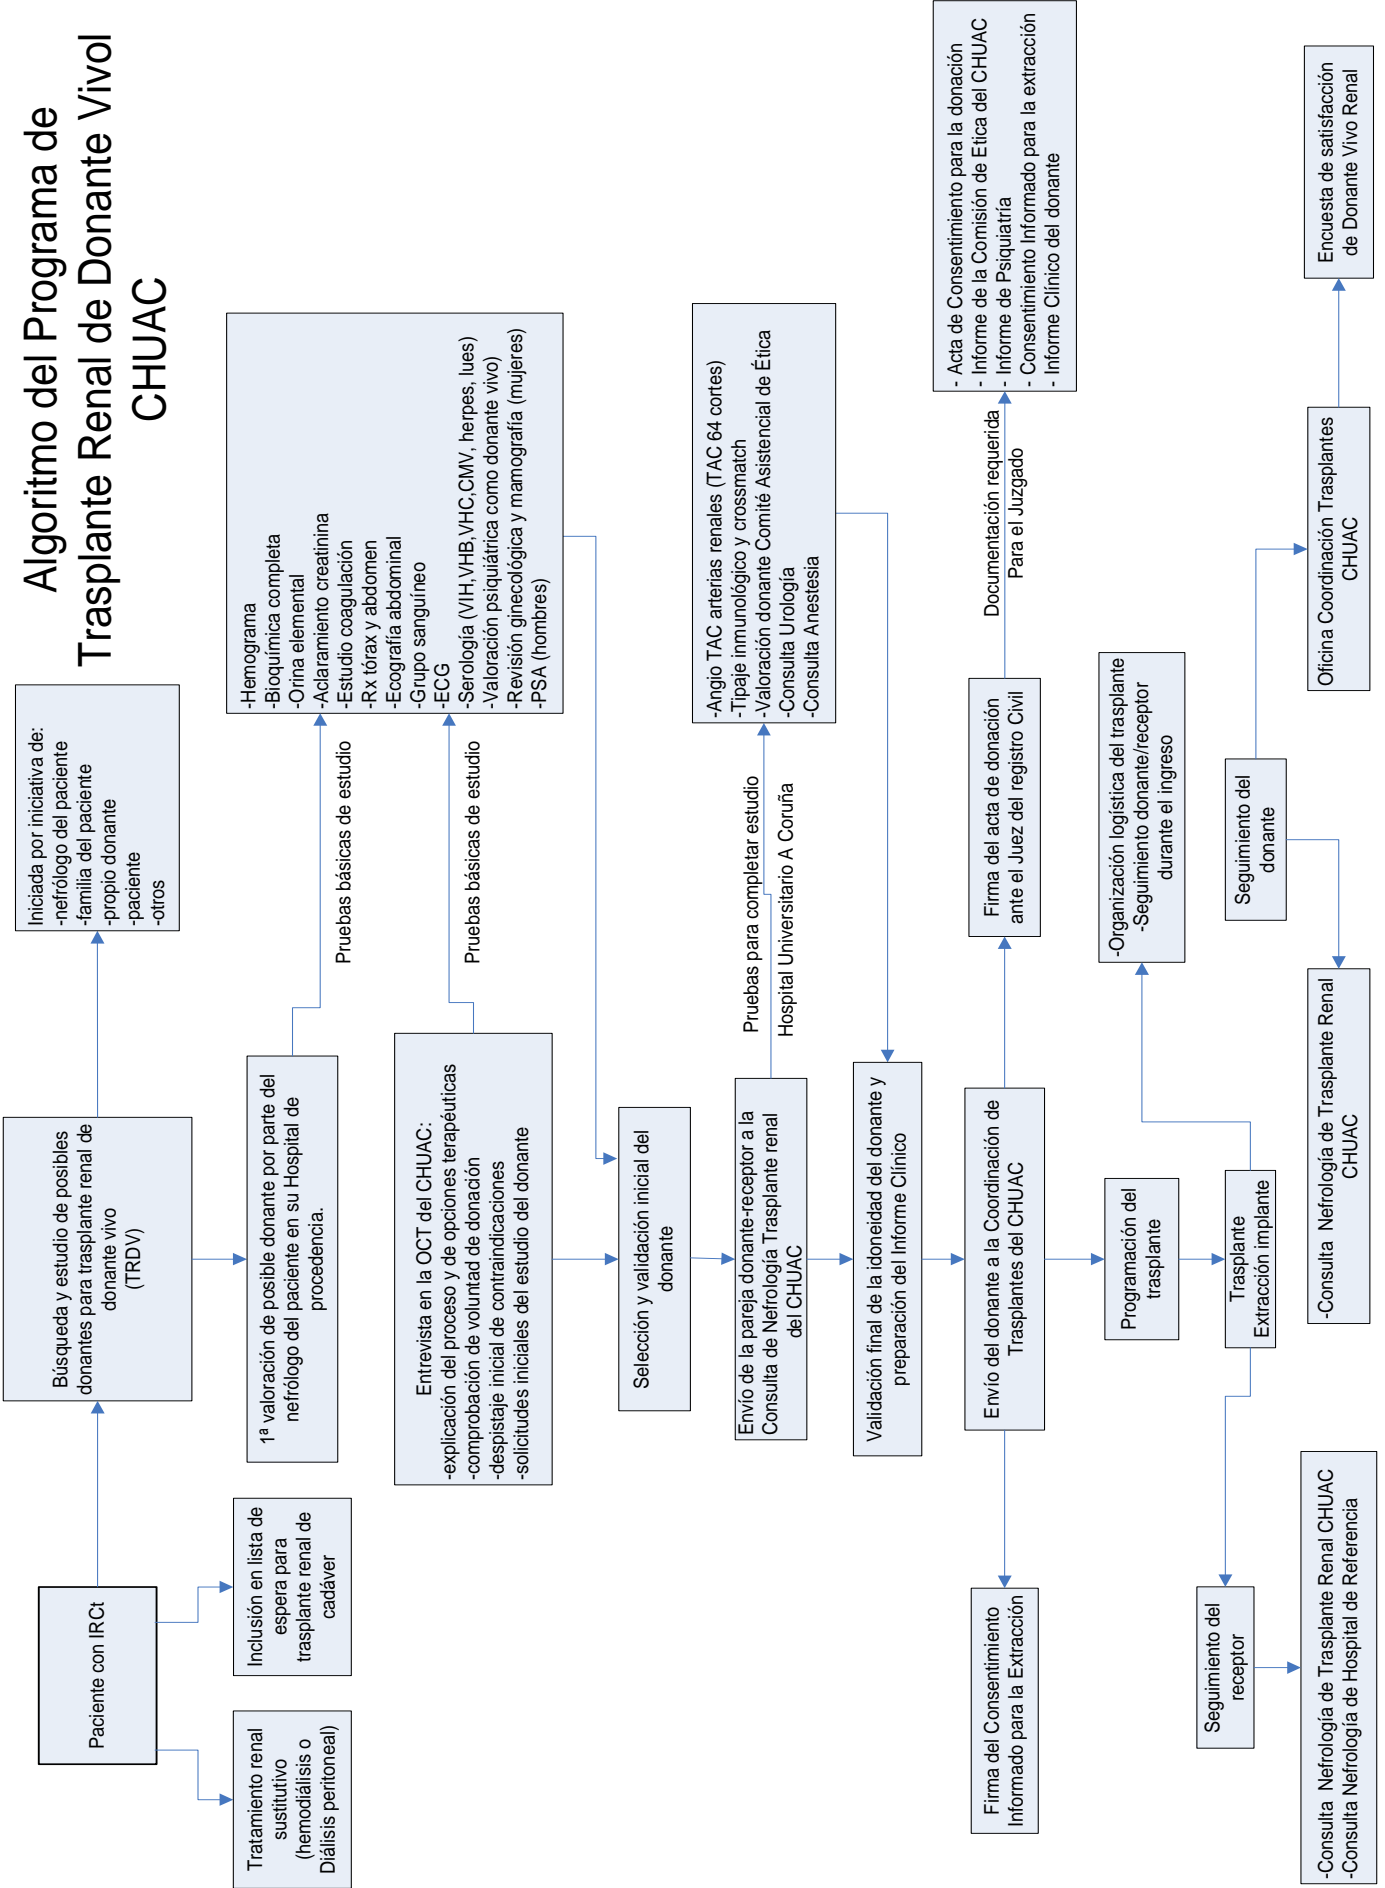 Algoritmo del Programa de
Trasplante Renal de Donante Vivol
CHUAC
Paciente con IRCt
Tratamiento renal
sustitutivo
(hemodiálisis o
Diálisis peritoneal)
Inclusión en lista de
espera para
trasplante renal de
cadáver
Búsqueda y estudio de posibles
donantes para trasplante renal de
donante vivo
(TRDV)
Iniciada por iniciativa de:
-nefrólogo del paciente
-familia del paciente
-propio donante
-paciente
-otros
1ª valoración de posible donante por parte del
nefrólogo del paciente en su Hospital de
procedencia.
Pruebas básicas de estudio
-Hemograma
-Bioquímica completa
-Orina elemental
-Aclaramiento creatinina
-Estudio coagulación
-Rx tórax y abdomen
-Ecografía abdominal
-Grupo sanguíneo
-ECG
-Serología (VIH,VHB,VHC,CMV, herpes, lues)
-Valoración psiquiátrica como donante vivo)
-Revisión ginecológica y mamografía (mujeres)
-PSA (hombres)
Entrevista en la OCT del CHUAC:
-explicación del proceso y de opciones terapéuticas
-comprobación de voluntad de donación
-despistaje inicial de contraindicaciones
-solicitudes iniciales del estudio del donante
Pruebas básicas de estudio
Selección y validación inicial del
donante
Envío de la pareja donante-receptor a la
Consulta de Nefrología Trasplante renal
del CHUAC
Pruebas para completar estudio
Hospital Universitario A Coruña
-Angio TAC arterias renales (TAC 64 cortes)
-Tipaje inmunológico y crossmatch
-Valoración donante Comité Asistencial de Ética
-Consulta Urología
-Consulta Anestesia
Validación final de la idoneidad del donante y
preparación del Informe Clínico
Envío del donante a la Coordinación de
Trasplantes del CHUAC
Firma del Consentimiento
Informado para la Extracción
Firma del acta de donación
ante el Juez del registro Civil
Documentación requerida
Para el Juzgado
- Acta de Consentimiento para la donación
- Informe de la Comisión de Etica del CHUAC
- Informe de Psiquiatría
- Consentimiento Informado para la extracción
- Informe Clínico del donante
Programación del
trasplante
Trasplante
Extracción implante
-Organización logística del trasplante
-Seguimiento donante/receptor
durante el ingreso
Seguimiento del
receptor
-Consulta Nefrología de Trasplante Renal CHUAC
-Consulta Nefrología de Hospital de Referencia
Seguimiento del
donante
-Consulta Nefrología de Trasplante Renal
CHUAC
Oficina Coordinación Trasplantes
CHUAC
Encuesta de satisfacción
de Donante Vivo Renal